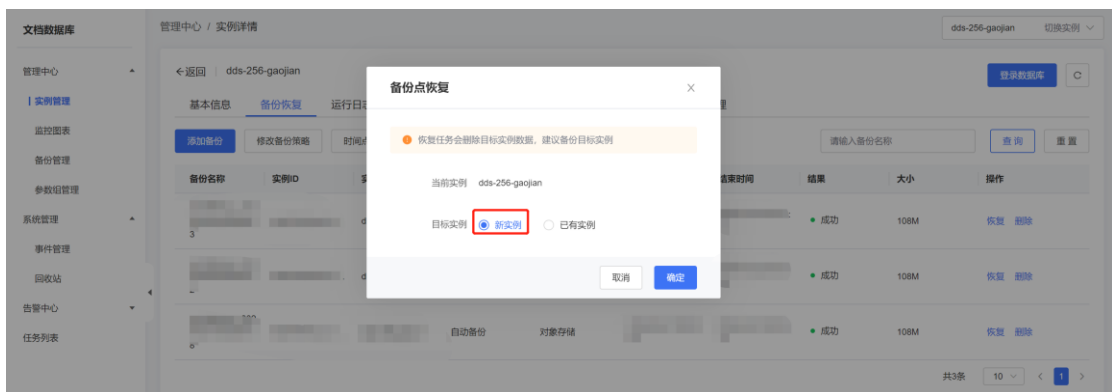 文档数据库
管理中心 / 实例详情
dds-256-gaojian 切换实例
管理中心
实例管理
监控图表
备份管理
参数组管理
系统管理
事件管理
回收站
告警中心
任务列表
返回 dds-256-gaojian
登录数据库
基本信息 备份恢复 运行日
添加备份 修改备份策略 请输入备份名称 查询 重置
备份名称 实例ID 结束时间 结果 大小 操作
3 成功 108M 恢复 删除
成功 108M 恢复 删除
自动备份 对象存储 成功 108M 恢复 删除
共3条 10 1
备份点恢复
恢复任务会删除目标实例数据，建议备份目标实例
当前实例 dds-256-gaojian
目标实例 新实例 已有实例
取消 确定